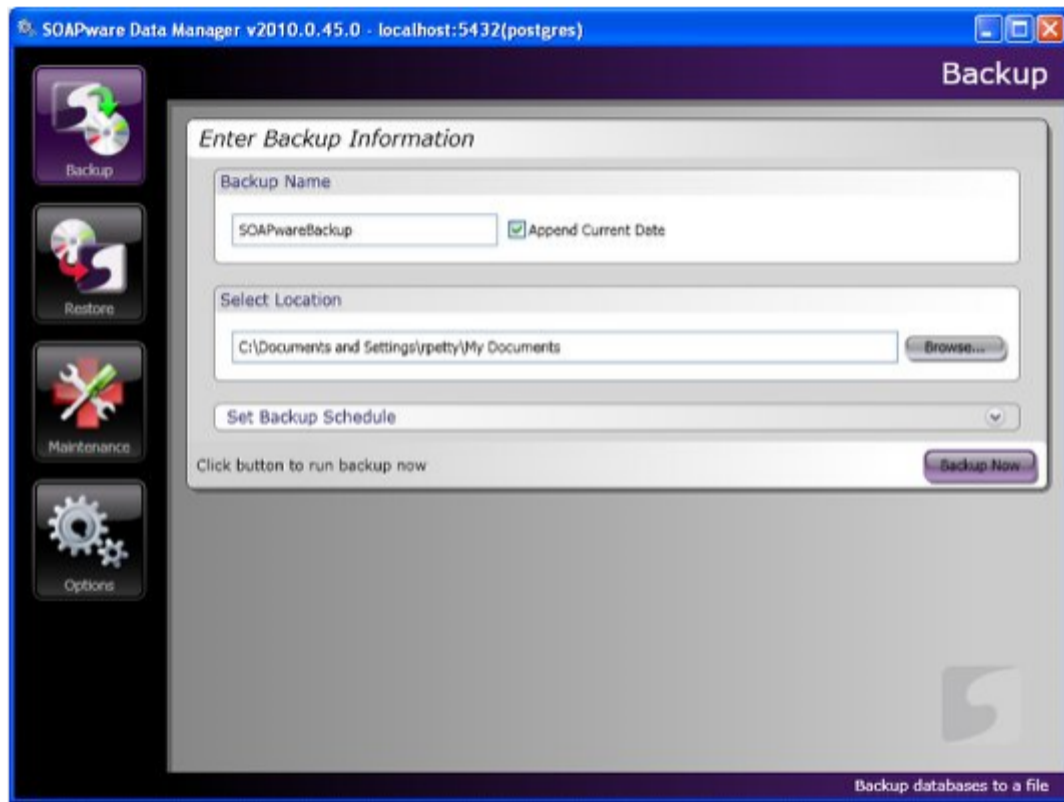 SOAPware Data Manager v2010.0.45.0 - localhost:5432(postgres)
Backup
Backup
Restore
Maintenance
Options
Enter Backup Information
Backup Name
SOAPwareBackup
Append Current Date
Select Location
C:\Documents and Settings\rpetty\My Documents
Browse...
Set Backup Schedule
Click button to run backup now
Backup Now
Backup databases to a file